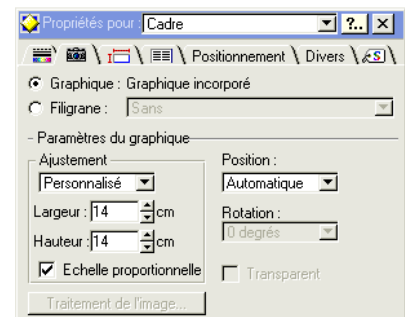 Propriétés pour : Cadre ?..
Positionnement Divers S
Graphique : Graphique incorporé
Filigrane : Sans
Paramètres du graphique
Ajustement Position :
Personnalisé Automatique
Largeur : 14 cm Rotation :
Hauteur : 14 cm 0 degrés
Echelle proportionnelle Transparent
Traitement de l'image...